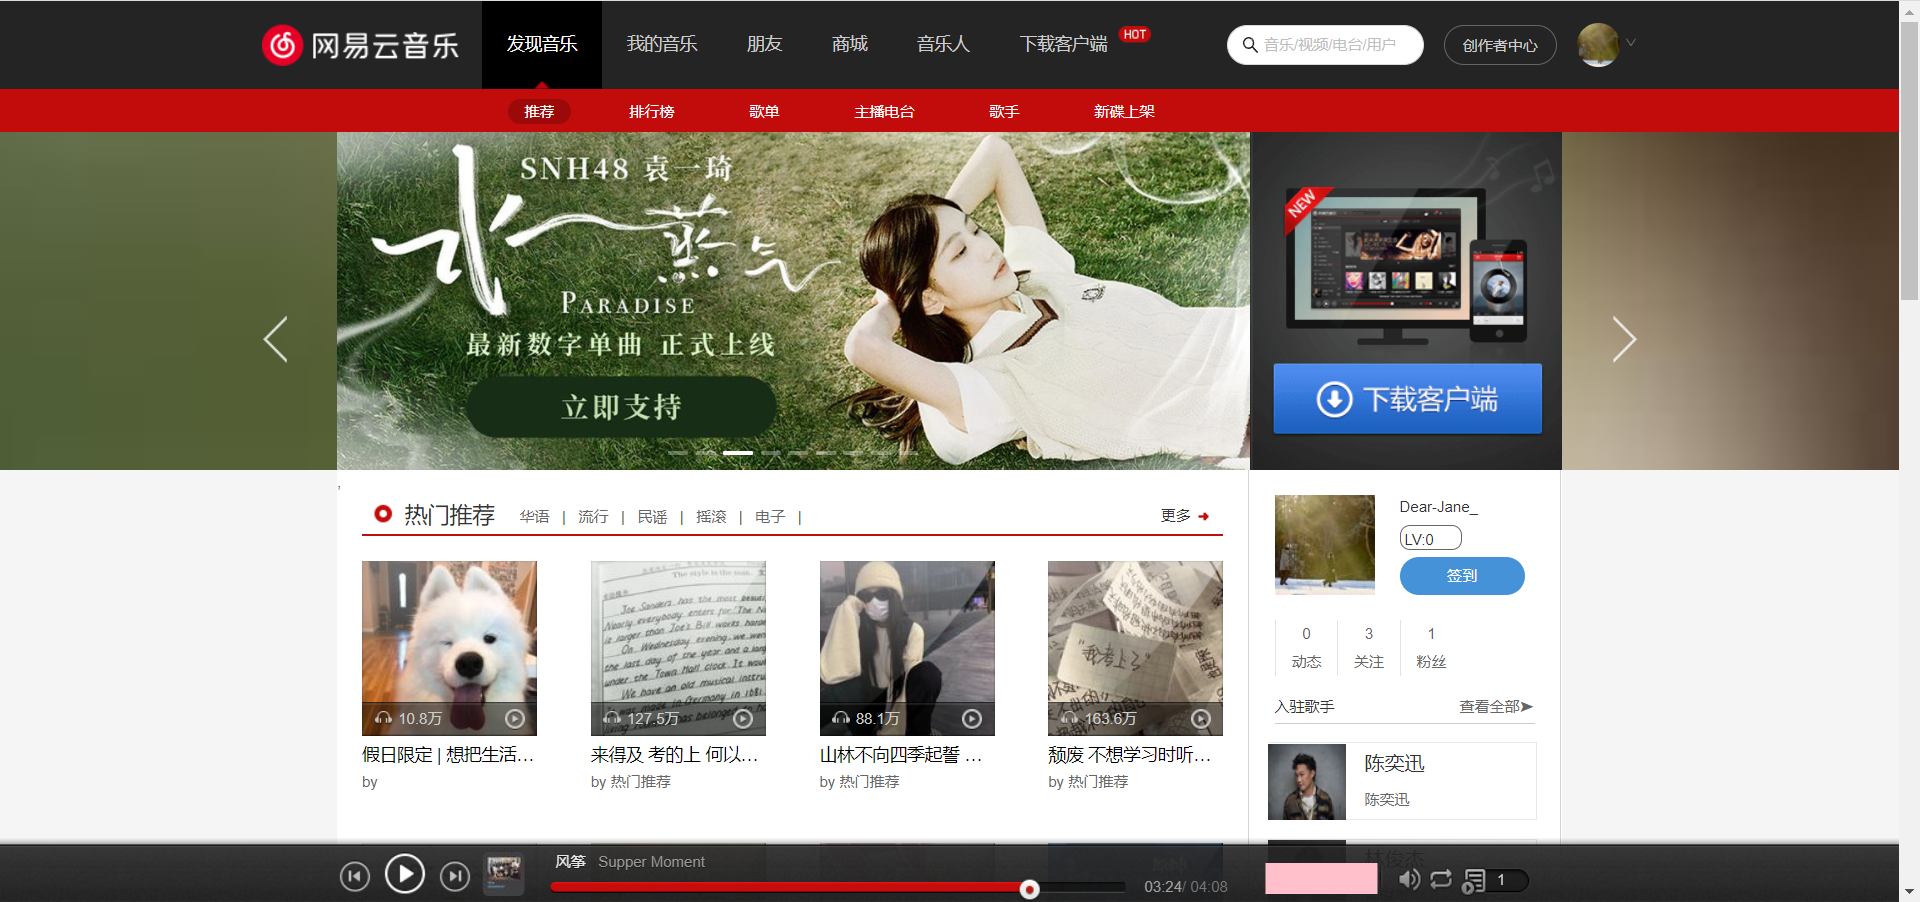 网易云音乐
发现音乐 我的音乐 朋友 商城 音乐人 下载客户端 HOT
音乐/视频/电台/用户
创作者中心
推荐 排行榜 歌单 主播电台 歌手 新碟上架
SNH48 袁一琦
水蒸气
PARADISE
最新数字单曲 正式上线
立即支持
NEW
下载客户端
热门推荐 华语 | 流行 | 民谣 | 摇滚 | 电子 |
更多
Dear-Jane_
LV:0
签到
10.8万
127.5万
88.1万
163.6万
假日限定 | 想把生活...
by
来得及 考的上 何以...
by 热门推荐
山林不向四季起誓 ...
by 热门推荐
颓废 不想学习时听...
by 热门推荐
0 3 1
动态 关注 粉丝
入驻歌手 查看全部
陈奕迅
陈奕迅
林俊杰
风筝 Supper Moment
03:24/ 04:08
1